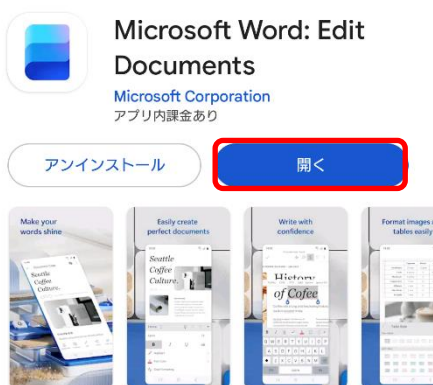 Microsoft Word: Edit
Documents
Microsoft Corporation
アプリ内課金あり
アンインストール
開く
Make your
words shine
Easily create
perfect documents
Write with
confidence
Format images
tables easily
Seattle
Coffee
Culture.
Seattle
Coffee
Culture.
History
of Cofee